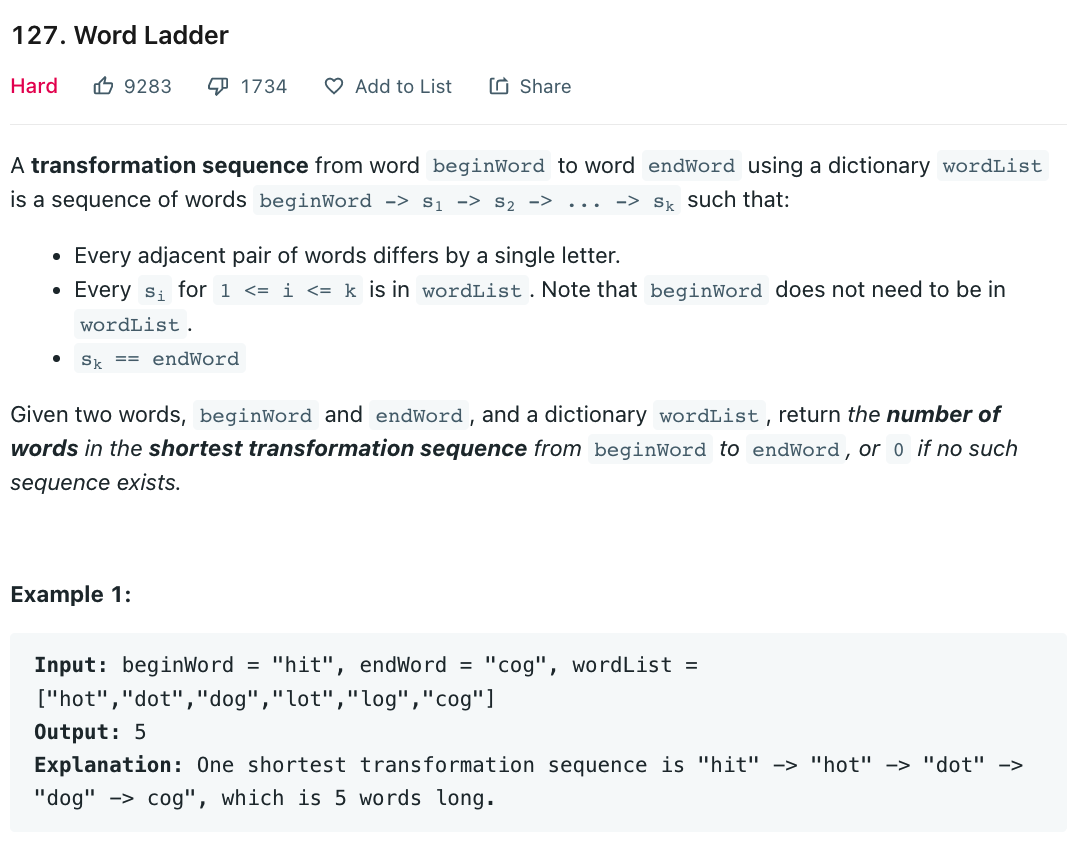 127. Word Ladder
Hard 9283 1734 Add to List Share
A transformation sequence from word beginWord to word endWord using a dictionary wordList
is a sequence of words beginWord -> s1 -> s2 -> ... -> sk such that:
• Every adjacent pair of words differs by a single letter.
• Every si for 1 <= i <= k is in wordList. Note that beginWord does not need to be in
wordList.
• sk == endWord
Given two words, beginWord and endWord, and a dictionary wordList, return the number of
words in the shortest transformation sequence from beginWord to endWord, or 0 if no such
sequence exists.
Example 1:
Input: beginWord = "hit", endWord = "cog", wordList =
["hot","dot","dog","lot","log","cog"]
Output: 5
Explanation: One shortest transformation sequence is "hit" -> "hot" -> "dot" ->
"dog" -> cog", which is 5 words long.